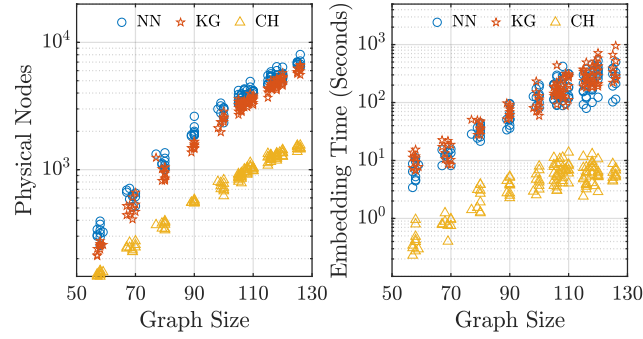 NN KG CH
10^4
10^3
50 70 90 110 130
Graph Size
Physical Nodes
NN KG CH
10^3
10^2
10^1
10^0
50 70 90 110 130
Graph Size
Embedding Time (Seconds)